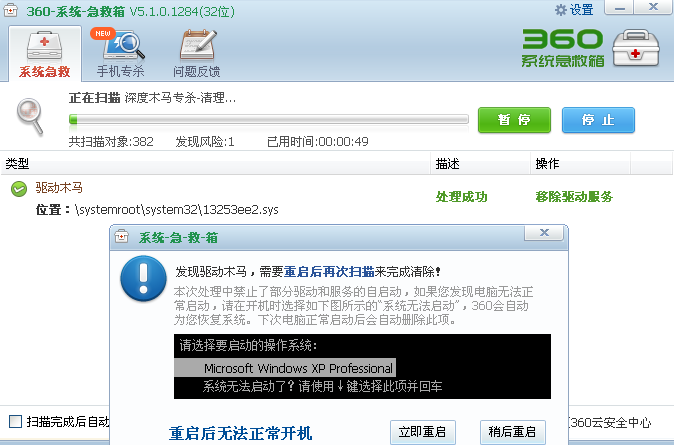 360-系统-急救箱 V5.1.0.1284(32位)
设置
系统急救
NEW
手机专杀
问题反馈
360
系统急救箱
正在扫描 深度木马专杀-清理...
暂 停
停 止
共扫描对象:382 发现风险:1 已用时间:00:00:49
类型 描述 操作
驱动木马
位置：\systemroot\system32\13253ee2.sys
处理成功 移除驱动服务
系统-急-救-箱
发现驱动木马，需要重启后再次扫描来完成清除!
本次处理中禁止了部分驱动和服务的自启动，如果您发现电脑无法正
常启动，请在开机时选择如下图所示的“系统无法启动”，360会自动
为您恢复系统。下次电脑正常启动后会自动删除此项。
请选择要启动的操作系统：
Microsoft Windows XP Professional
系统无法启动了？请使用↓键选择此项并回车
扫描完成后自动
360云安全中心
重启后无法正常开机
立即重启
稍后重启